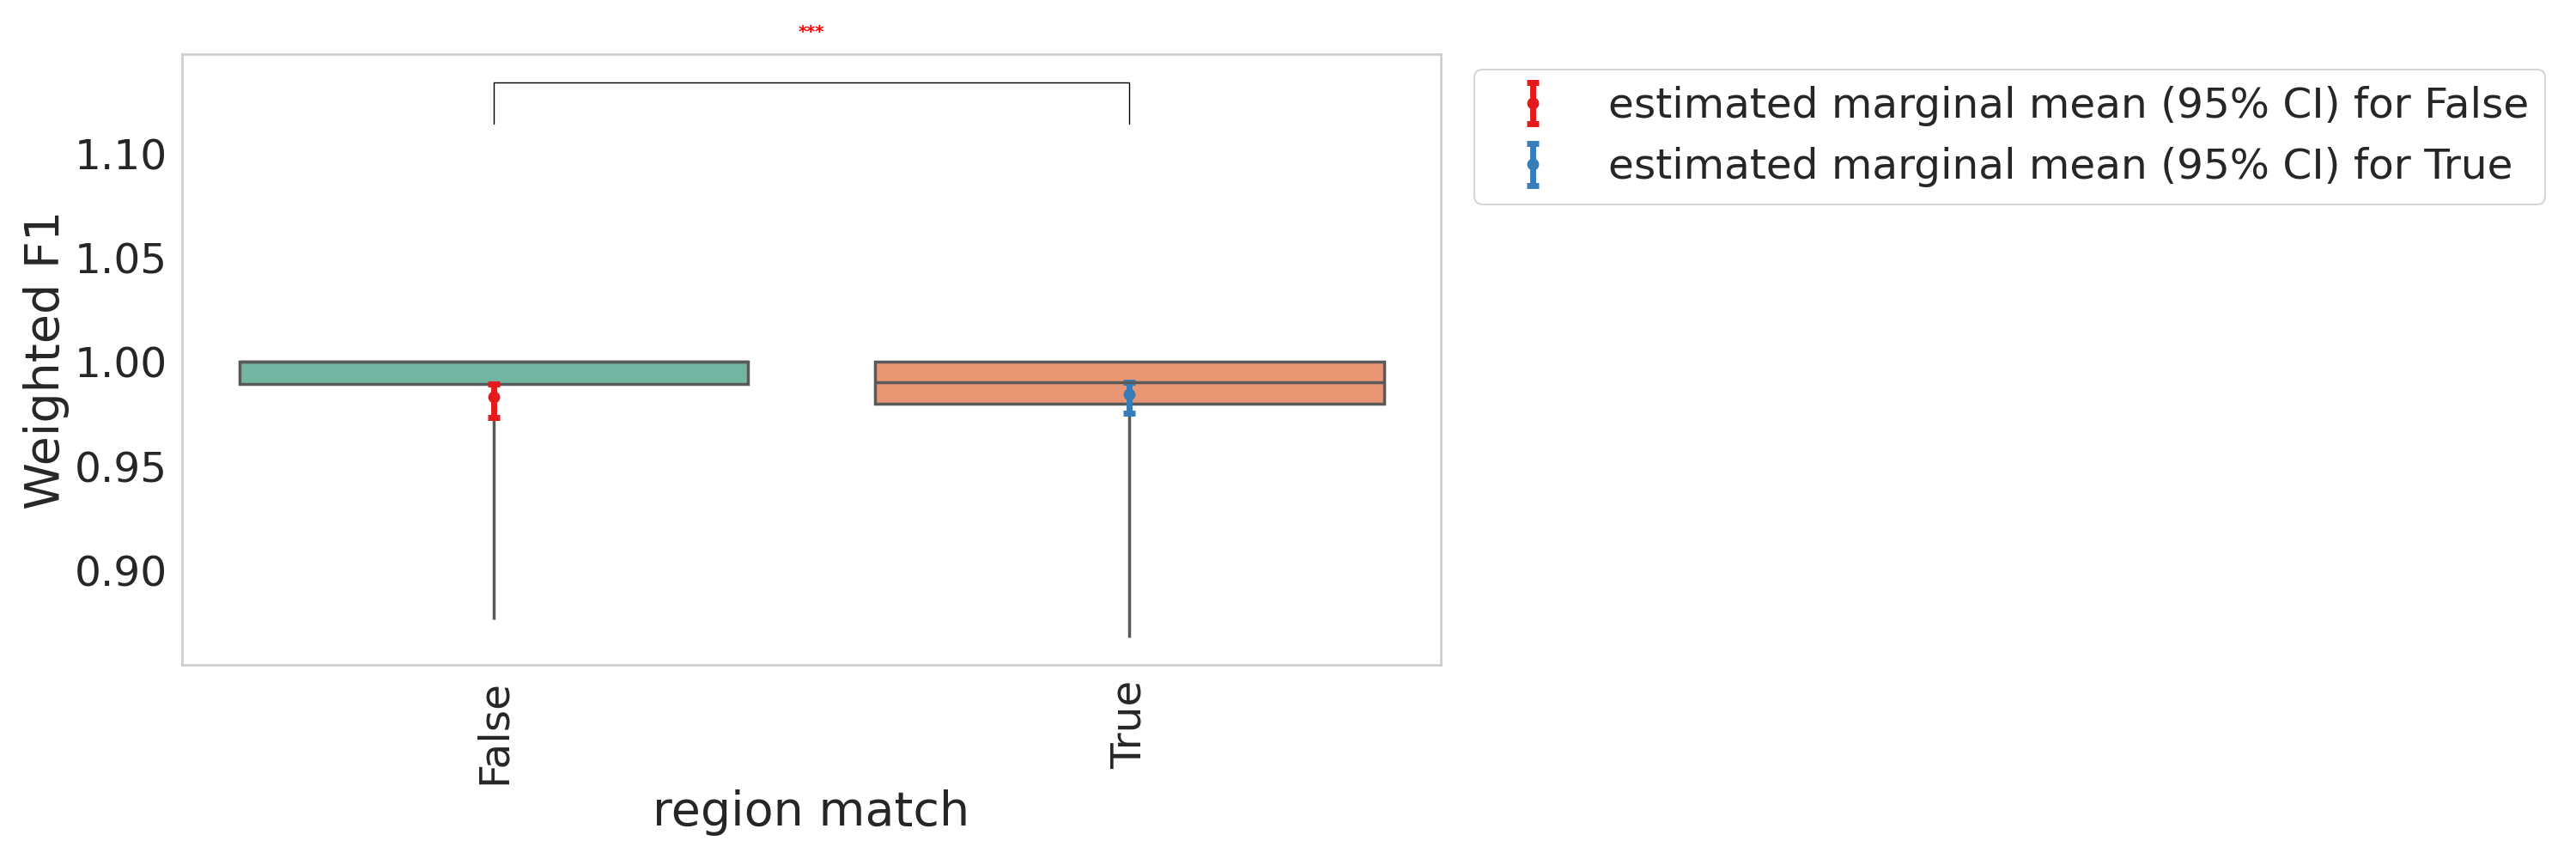 ***
estimated marginal mean (95% CI) for False
estimated marginal mean (95% CI) for True
Weighted F1
1.10
1.05
1.00
0.95
0.90
False
True
region match